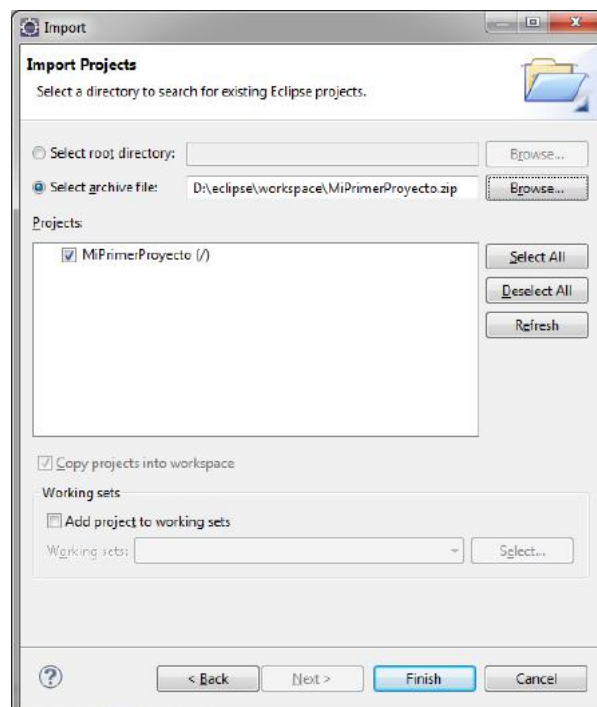 Import
Import Projects
Select a directory to search for existing Eclipse projects.
Select root directory:
Browse...
Select archive file:
D:\eclipse\workspace\MiPrimerProyecto.zip
Browse...
Projects:
MiPrimerProyecto (/)
Select All
Deselect All
Refresh
Copy projects into workspace
Working sets
Add project to working sets
Working sets:
Select...
?
< Back
Next >
Finish
Cancel